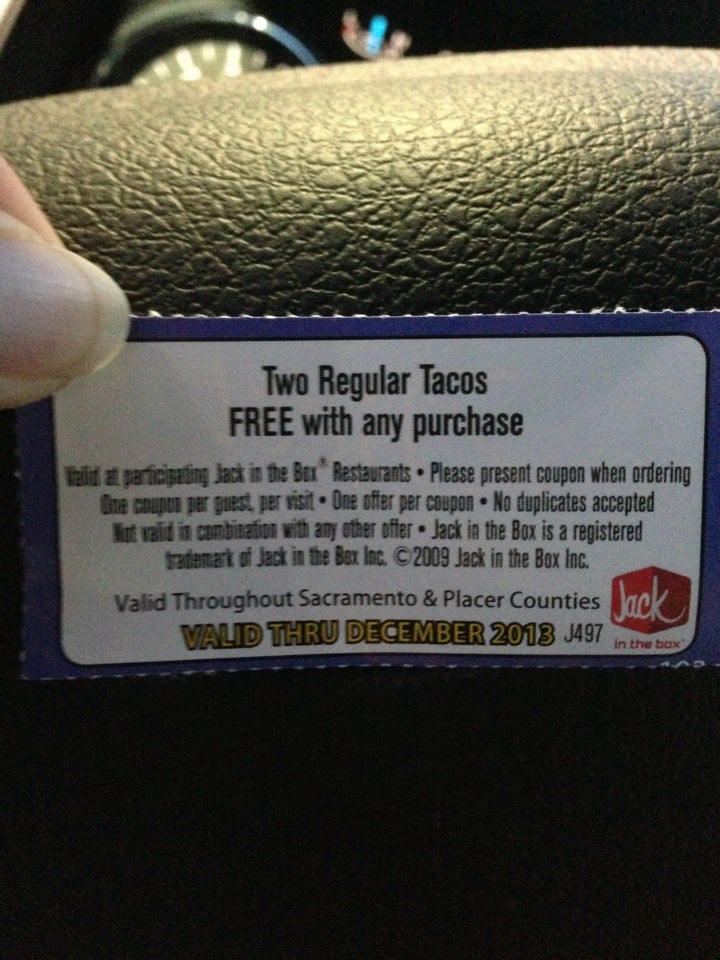 Two Regular Tacos
FREE with any purchase
Valid at participating Jack in the Box® Restaurants • Please present coupon when ordering
One coupon per guest, per visit • One offer per coupon • No duplicates accepted
Not valid in combination with any other offer • Jack in the Box is a registered
trademark of Jack in the Box Inc. ©2009 Jack in the Box Inc.
Valid Throughout Sacramento & Placer Counties
VALID THRU DECEMBER 2013 J497
Jack
in the box®